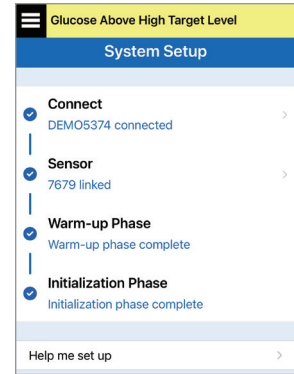 Glucose Above High Target Level
System Setup
Connect
DEMO5374 connected
Sensor
7679 linked
Warm-up Phase
Warm-up phase complete
Initialization Phase
Initialization phase complete
Help me set up